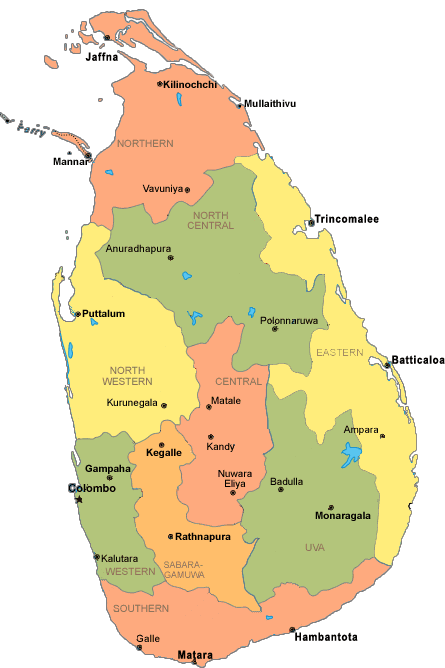 Jaffna
Kilinochchi
Mullaithivu
Ferry
NORTHERN
Mannar
Vavuniya
NORTH
CENTRAL
Trincomalee
Anuradhapura
Puttalum
Polonnaruwa
EASTERN
Batticaloa
NORTH
WESTERN
CENTRAL
Kurunegala
Matale
Ampara
Kandy
Kegalle
Gampaha
Nuwara
Eliya
Badulla
Colombo
Monaragala
Rathnapura
UVA
Kalutara
WESTERN
SABARA-
GAMUWA
SOUTHERN
Galle
Hambantota
Matara